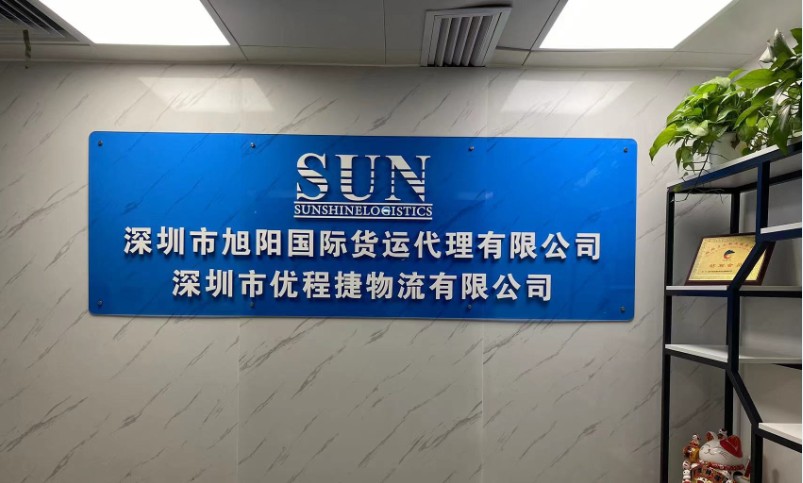 SUN
SUNSHINELOGISTICS
深圳市旭阳国际货运代理有限公司
深圳市优程捷物流有限公司